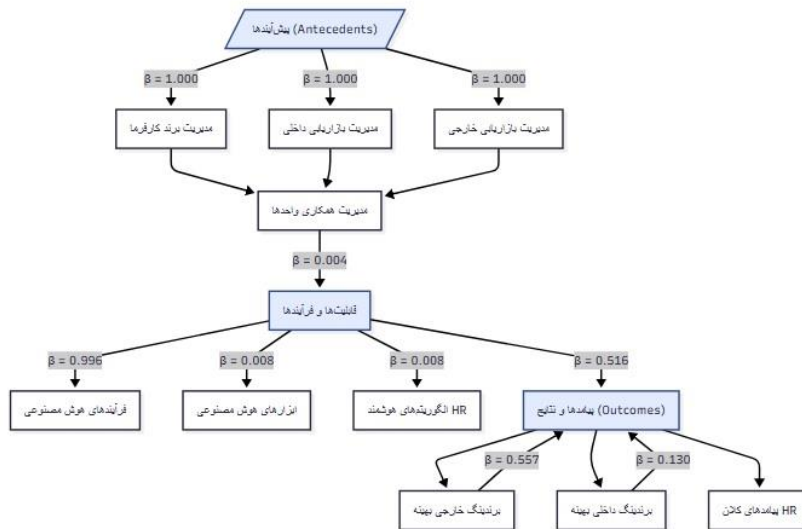 پیش‌آیندها (Antecedents)
β = 1.000
β = 1.000
β = 1.000
مدیریت برند کارفرما
مدیریت بازاریابی داخلی
مدیریت بازاریابی خارجی
مدیریت همکاری واحدها
β = 0.004
قابلیت‌ها و فرآیندها
β = 0.996
β = 0.008
β = 0.008
β = 0.516
فرآیندهای هوش مصنوعی
ابزارهای هوش مصنوعی
HR الگوریتم‌های هوشمند
پیامدها و نتایج (Outcomes)
β = 0.557
β = 0.130
برندینگ خارجی بهینه
برندینگ داخلی بهینه
HR پیامدهای کلان